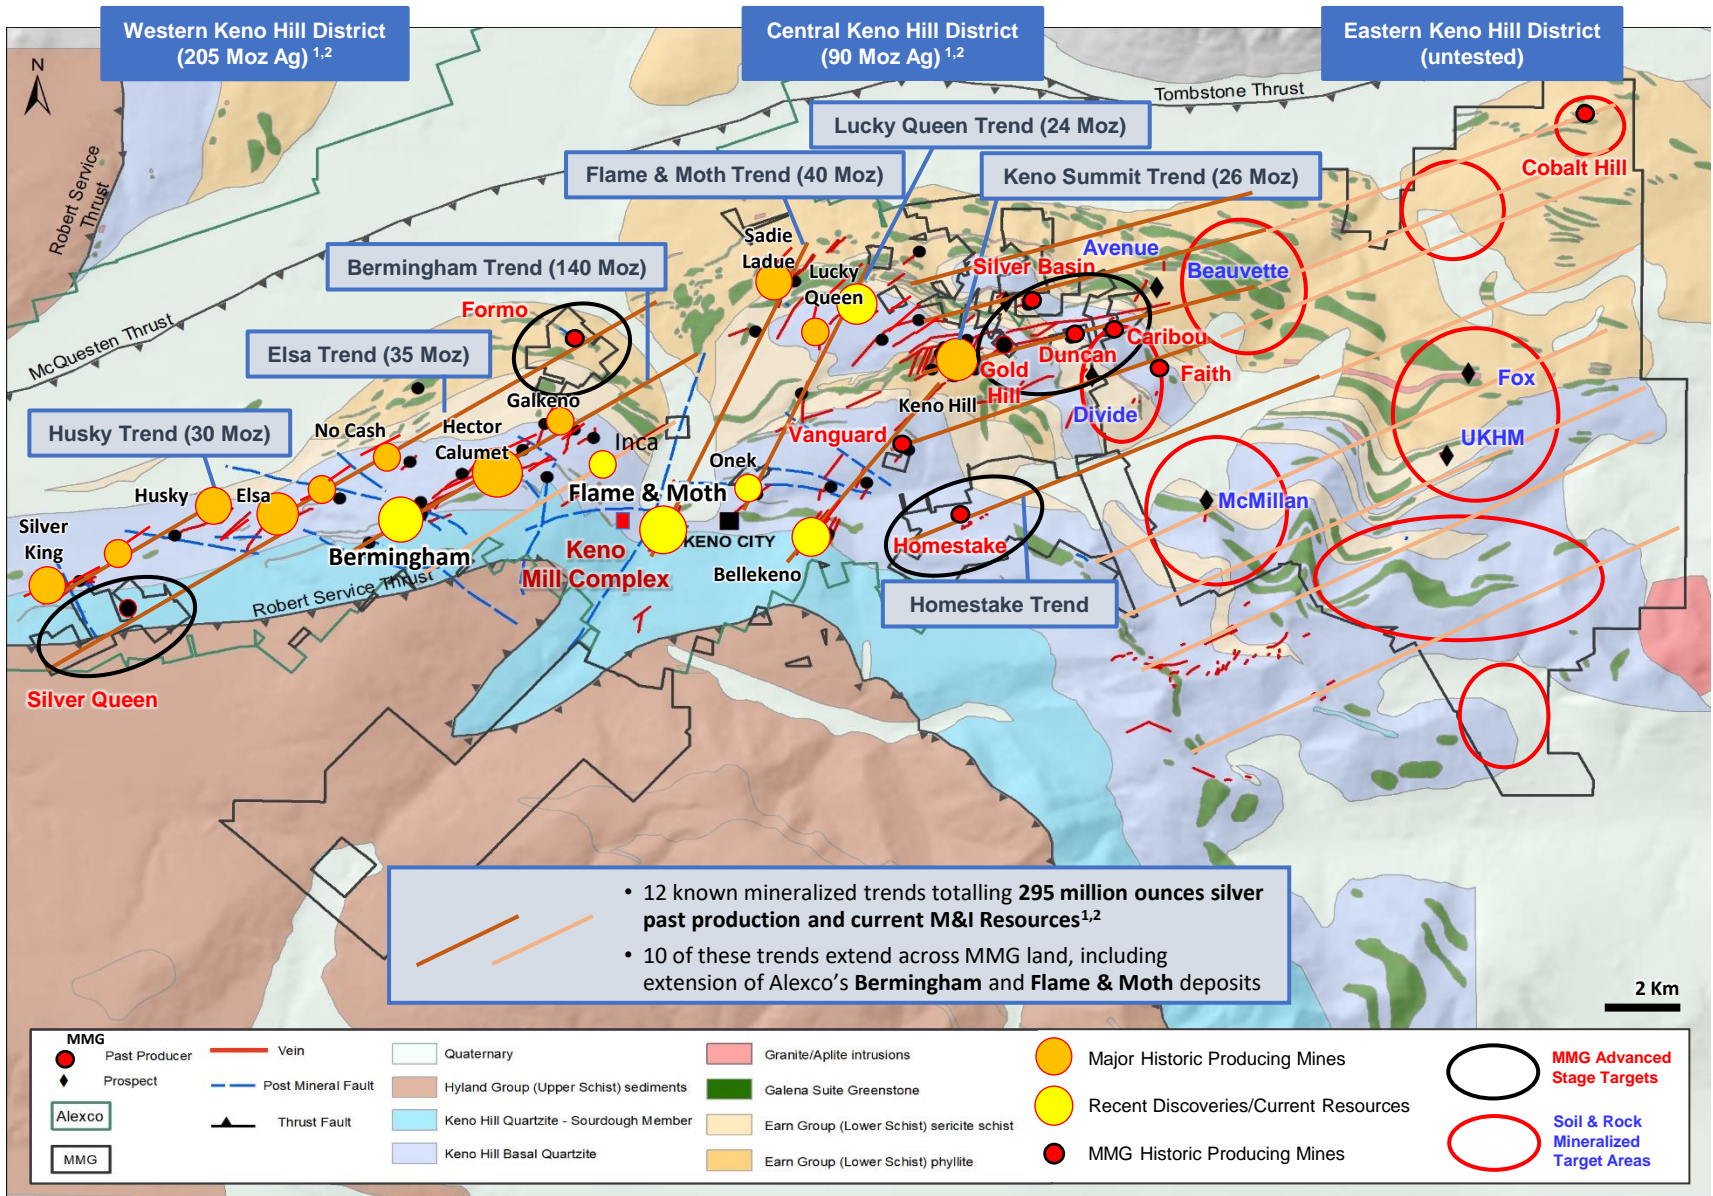 Western Keno Hill District
(205 Moz Ag) 1,2
Central Keno Hill District
(90 Moz Ag) 1,2
Eastern Keno Hill District
(untested)
N
Robert Service
Thrust
Tombstone Thrust
McQuesten Thrust
Robert Service Thrust
Lucky Queen Trend (24 Moz)
Flame & Moth Trend (40 Moz)
Keno Summit Trend (26 Moz)
Bermingham Trend (140 Moz)
Elsa Trend (35 Moz)
Husky Trend (30 Moz)
Homestake Trend
Cobalt Hill
Sadie
Ladue
Lucky
Queen
Avenue
Silver Basin
Beauvette
Formo
Caribou
Duncan
Gold
Hill
Faith
Fox
Galkeno
Keno Hill
Divide
No Cash
Hector
Calumet
Inca
Vanguard
UKHM
Onek
Husky
Elsa
Flame & Moth
McMillan
Silver
King
Bermingham
Keno
Mill Complex
KENO CITY
Homestake
Bellekeno
Silver Queen
• 12 known mineralized trends totalling 295 million ounces silver
past production and current M&I Resources1,2
• 10 of these trends extend across MMG land, including
extension of Alexco's Bermingham and Flame & Moth deposits
2 Km
MMG
Past Producer
Prospect
Alexco
MMG
Vein
Post Mineral Fault
Thrust Fault
Quaternary
Hyland Group (Upper Schist) sediments
Keno Hill Quartzite - Sourdough Member
Keno Hill Basal Quartzite
Granite/Aplite intrusions
Galena Suite Greenstone
Earn Group (Lower Schist) sericite schist
Earn Group (Lower Schist) phyllite
Major Historic Producing Mines
Recent Discoveries/Current Resources
MMG Historic Producing Mines
MMG Advanced
Stage Targets
Soil & Rock
Mineralized
Target Areas